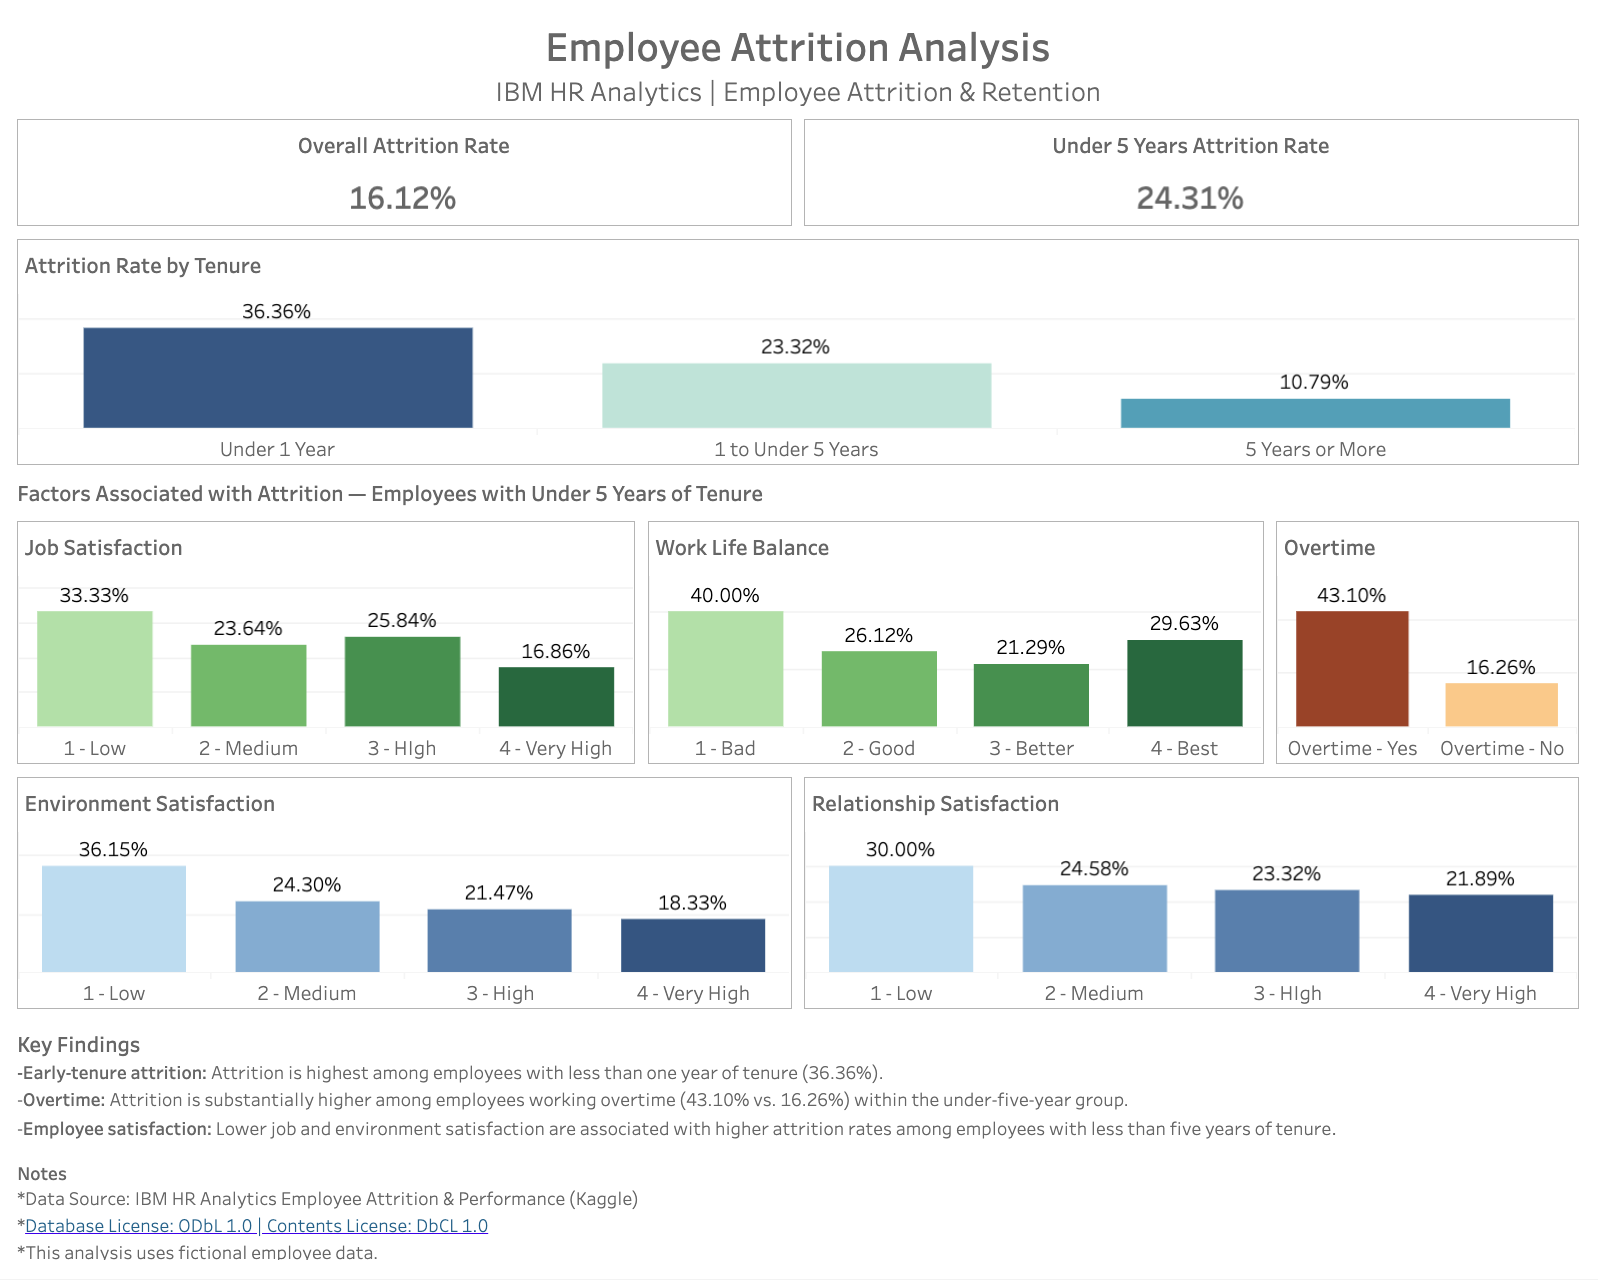 Employee Attrition Analysis
IBM HR Analytics | Employee Attrition & Retention
Overall Attrition Rate
16.12%
Under 5 Years Attrition Rate
24.31%
Attrition Rate by Tenure
36.36%
23.32%
10.79%
Under 1 Year
1 to Under 5 Years
5 Years or More
Factors Associated with Attrition — Employees with Under 5 Years of Tenure
Job Satisfaction
33.33%
23.64%
25.84%
16.86%
1 - Low
2 - Medium
3 - HIgh
4 - Very High
Work Life Balance
40.00%
26.12%
21.29%
29.63%
1 - Bad
2 - Good
3 - Better
4 - Best
Overtime
43.10%
16.26%
Overtime - Yes
Overtime - No
Environment Satisfaction
36.15%
24.30%
21.47%
18.33%
1 - Low
2 - Medium
3 - High
4 - Very High
Relationship Satisfaction
30.00%
24.58%
23.32%
21.89%
1 - Low
2 - Medium
3 - HIgh
4 - Very High
Key Findings
-Early-tenure attrition: Attrition is highest among employees with less than one year of tenure (36.36%).
-Overtime: Attrition is substantially higher among employees working overtime (43.10% vs. 16.26%) within the under-five-year group.
-Employee satisfaction: Lower job and environment satisfaction are associated with higher attrition rates among employees with less than five years of tenure.
Notes
*Data Source: IBM HR Analytics Employee Attrition & Performance (Kaggle)
*Database License: ODbL 1.0 | Contents License: DbCL 1.0
*This analysis uses fictional employee data.